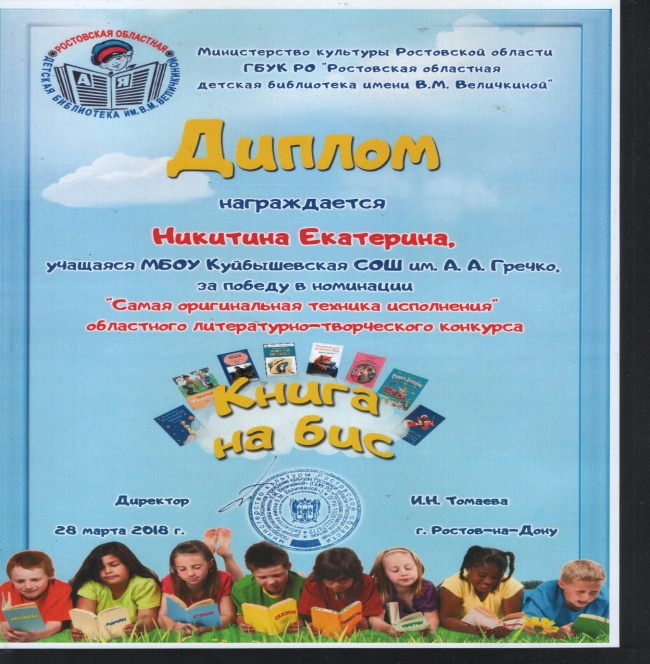 РОСТОВСКАЯ ОБЛАСТНАЯ
ДЕТСКАЯ БИБЛИОТЕКА ИМ. В.М. ВЕЛИЧКИНОЙ
А Я
Министерство культуры Ростовской области
ГБУК РО "Ростовская областная
детская библиотека имени В.М. Величкиной"
Диплом
награждается
Никитина Екатерина,
учащаяся МБОУ Куйбышевская СОШ им. А. А. Гречко,
за победу в номинации
"Самая оригинальная техника исполнения"
областного литературно-творческого конкурса
Книга
на бис
Директор
И.Н. Томаева
28 марта 2018 г.
г. Ростов-на-Дону
СКАЗКИ